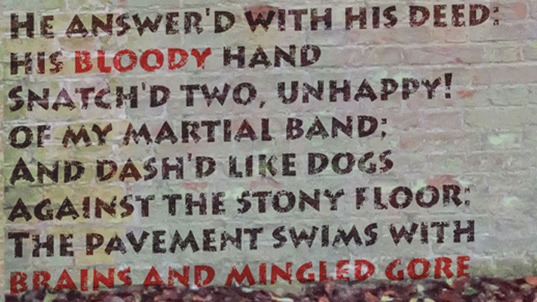 HE ANSWER'D WITH HIS DEED:
HIS BLOODY HAND
SNATCH'D TWO, UNHAPPY!
OF MY MARTIAL BAND;
AND DASH'D LIKE DOGS
AGAINST THE STONY FLOOR:
THE PAVEMENT SWIMS WITH
BRAINS AND MINGLED GORE